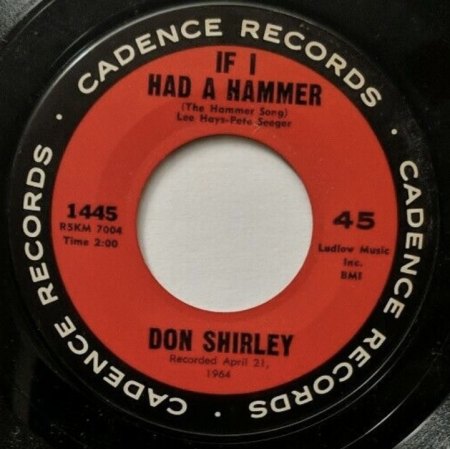 CADENCE RECORDS · CADENCE RECORDS · CADENCE RECORDS ·
IF I
HAD A HAMMER
(The Hammer Song)
Lee Hays-Pete Seeger
1445
RSKM 7004
Time 2:00
45
Ludlow Music
Inc.
BMI
DON SHIRLEY
Recorded April 21,
1964